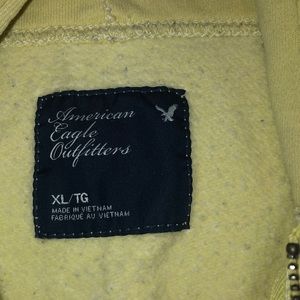 American
Eagle
Outfitters
XL/TG
MADE IN VIETNAM
FABRIQUÉ AU VIETNAM